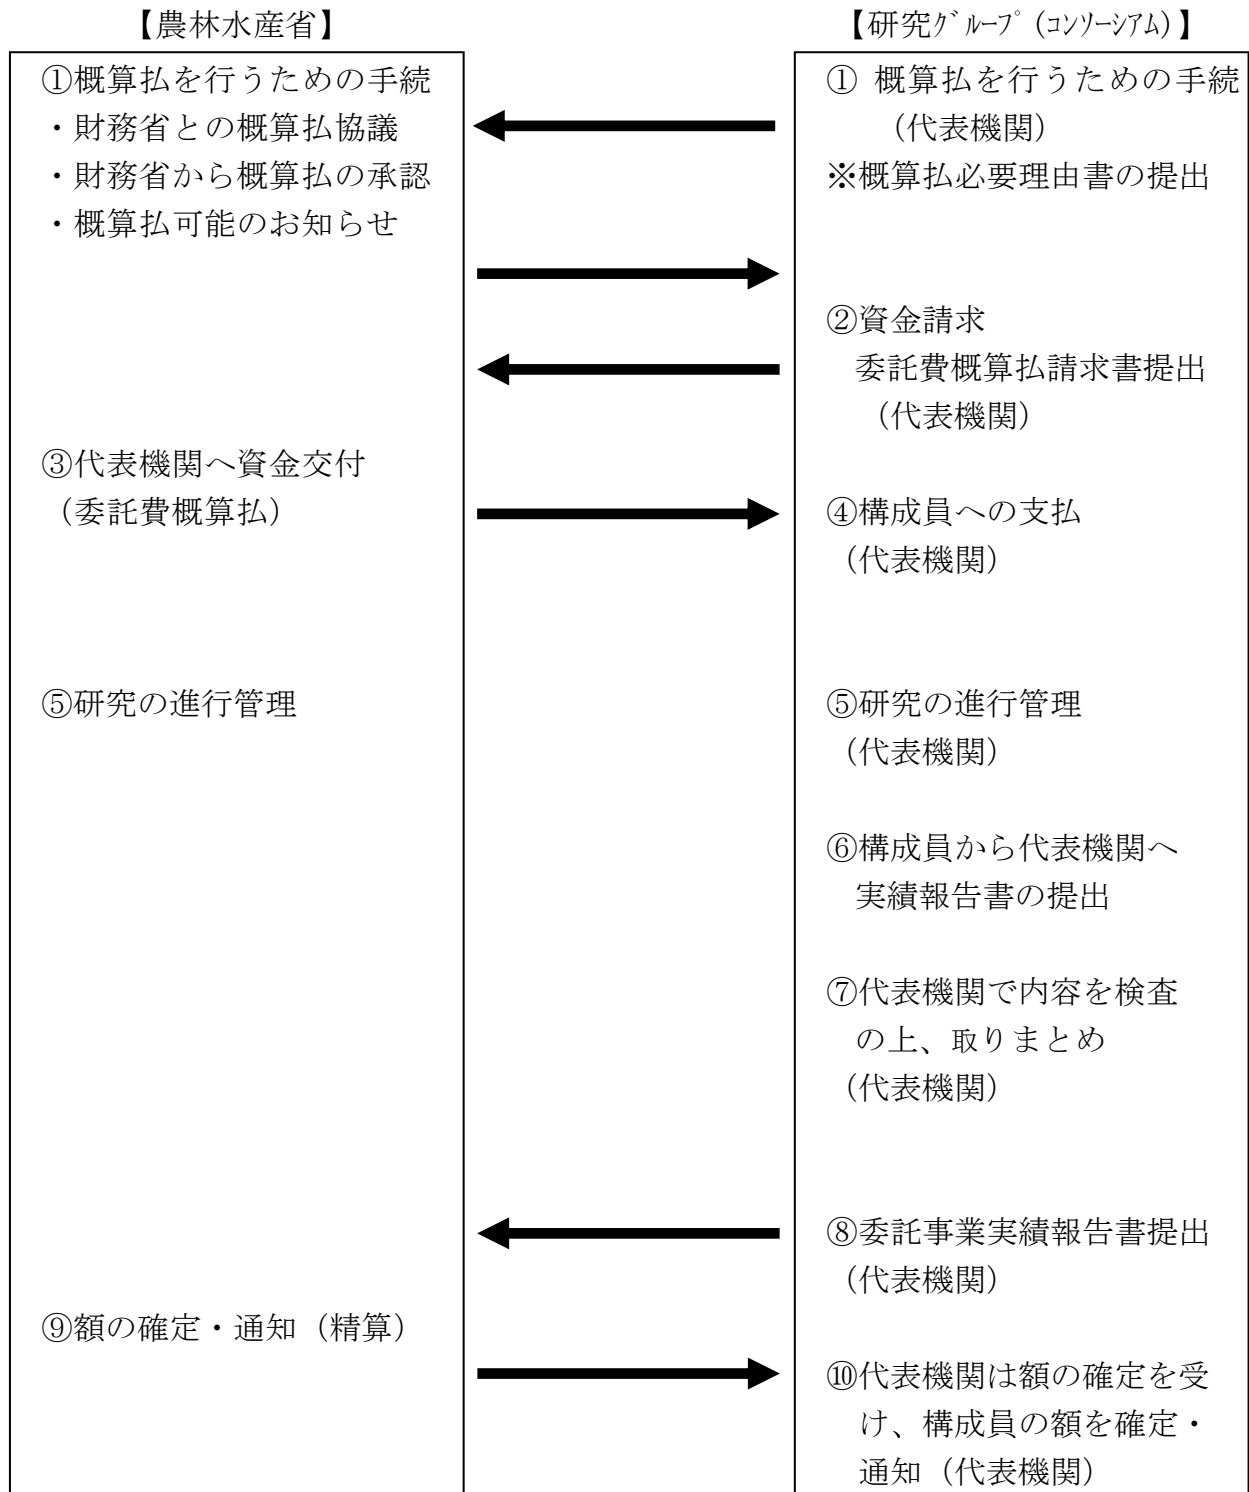 【農林水産省】
①概算払を行うための手続
・財務省との概算払協議
・財務省から概算払の承認
・概算払可能のお知らせ
③代表機関へ資金交付
（委託費概算払）
⑤研究の進行管理
⑨額の確定・通知（精算）
【研究ｸﾞﾙｰﾌﾟ（ｺﾝｿｰｼｱﾑ）】
① 概算払を行うための手続
（代表機関）
※概算払必要理由書の提出
②資金請求
委託費概算払請求書提出
（代表機関）
④構成員への支払
（代表機関）
⑤研究の進行管理
（代表機関）
⑥構成員から代表機関へ
実績報告書の提出
⑦代表機関で内容を検査
の上、取りまとめ
（代表機関）
⑧委託事業実績報告書提出
（代表機関）
⑩代表機関は額の確定を受
け、構成員の額を確定・
通知（代表機関）